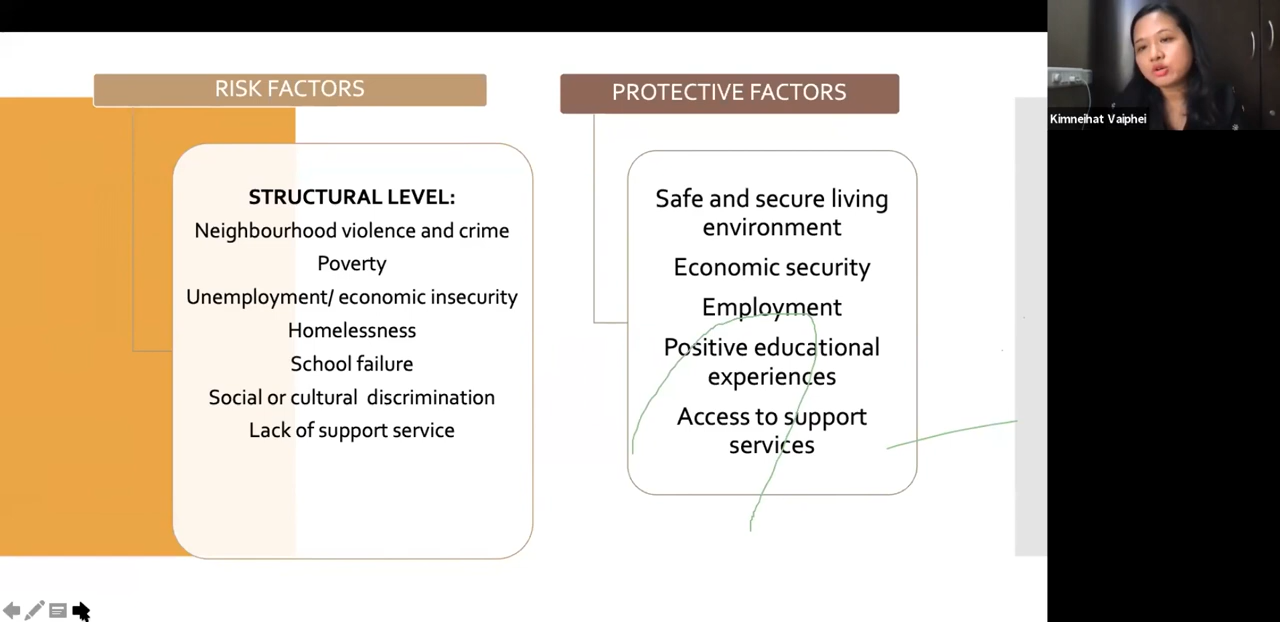 RISK FACTORS
STRUCTURAL LEVEL:
Neighbourhood violence and crime
Poverty
Unemployment/ economic insecurity
Homelessness
School failure
Social or cultural  discrimination
Lack of support service
PROTECTIVE FACTORS
Safe and secure living
environment
Economic security
Employment
Positive educational
experiences
Access to support
services
Kimneihat Vaiphei